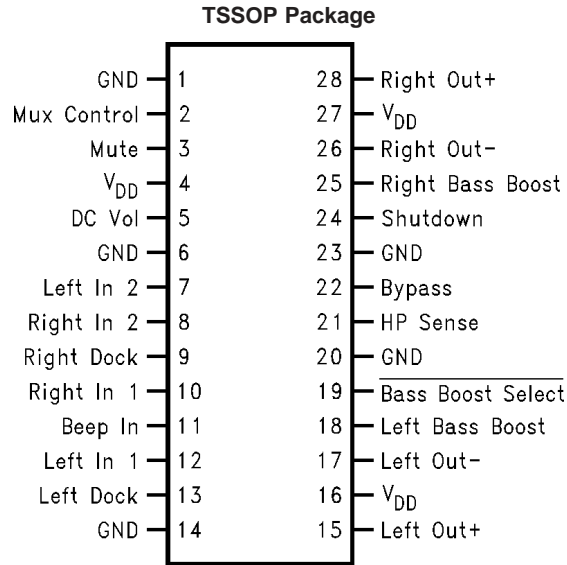 TSSOP Package
GND 1 28 Right Out+
Mux Control 2 27 VDD
Mute 3 26 Right Out-
VDD 4 25 Right Bass Boost
DC Vol 5 24 Shutdown
GND 6 23 GND
Left In 2 7 22 Bypass
Right In 2 8 21 HP Sense
Right Dock 9 20 GND
Right In 1 10 19 Bass Boost Select
Beep In 11 18 Left Bass Boost
Left In 1 12 17 Left Out-
Left Dock 13 16 VDD
GND 14 15 Left Out+